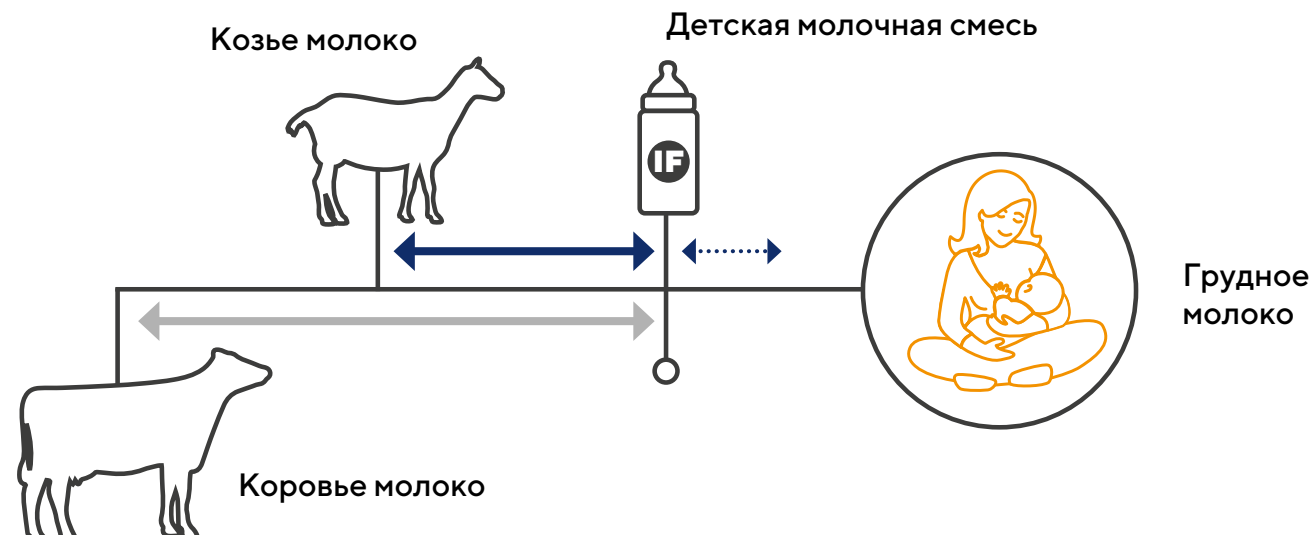 Козье молоко
Детская молочная смесь
IF
Грудное
молоко
Коровье молоко